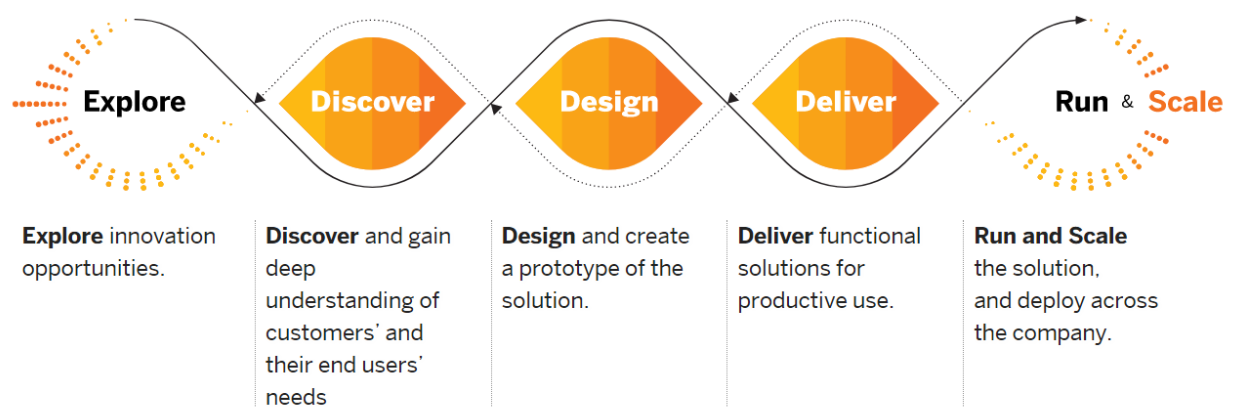 Explore
Discover
Design
Deliver
Run & Scale
Explore innovation
opportunities.
Discover and gain
deep
understanding of
customers’ and
their end users’
needs
Design and create
a prototype of the
solution.
Deliver functional
solutions for
productive use.
Run and Scale
the solution,
and deploy across
the company.